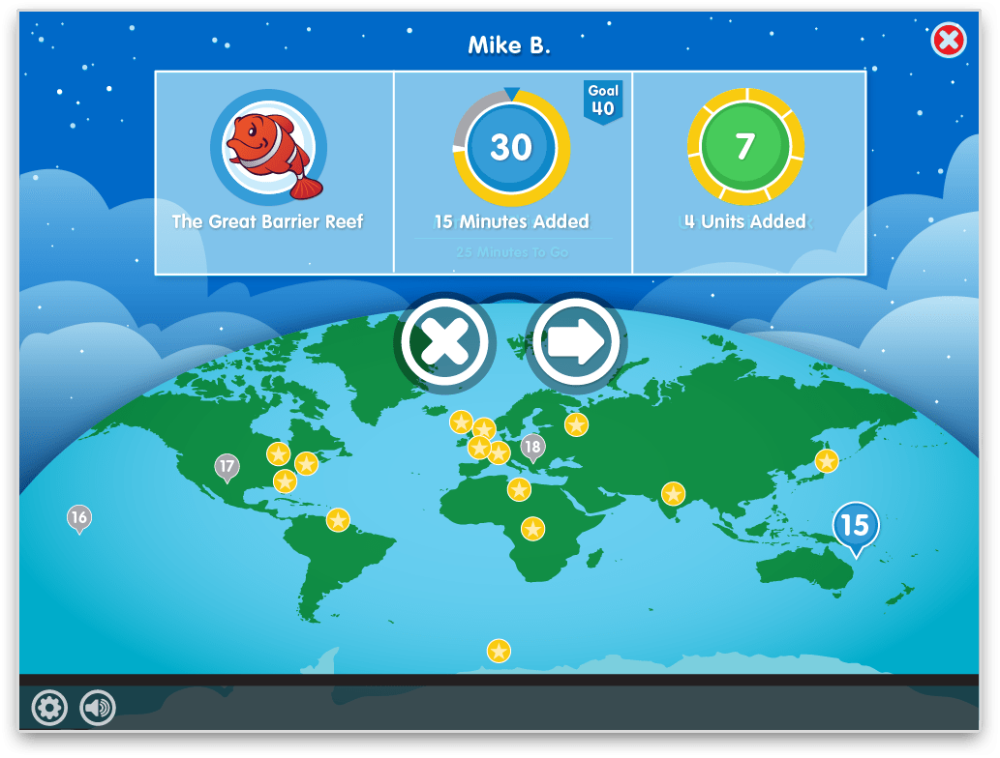 Mike B.
Goal
40
30
7
The Great Barrier Reef
15 Minutes Added
4 Units Added
25 Minutes To Go
18
17
16
15